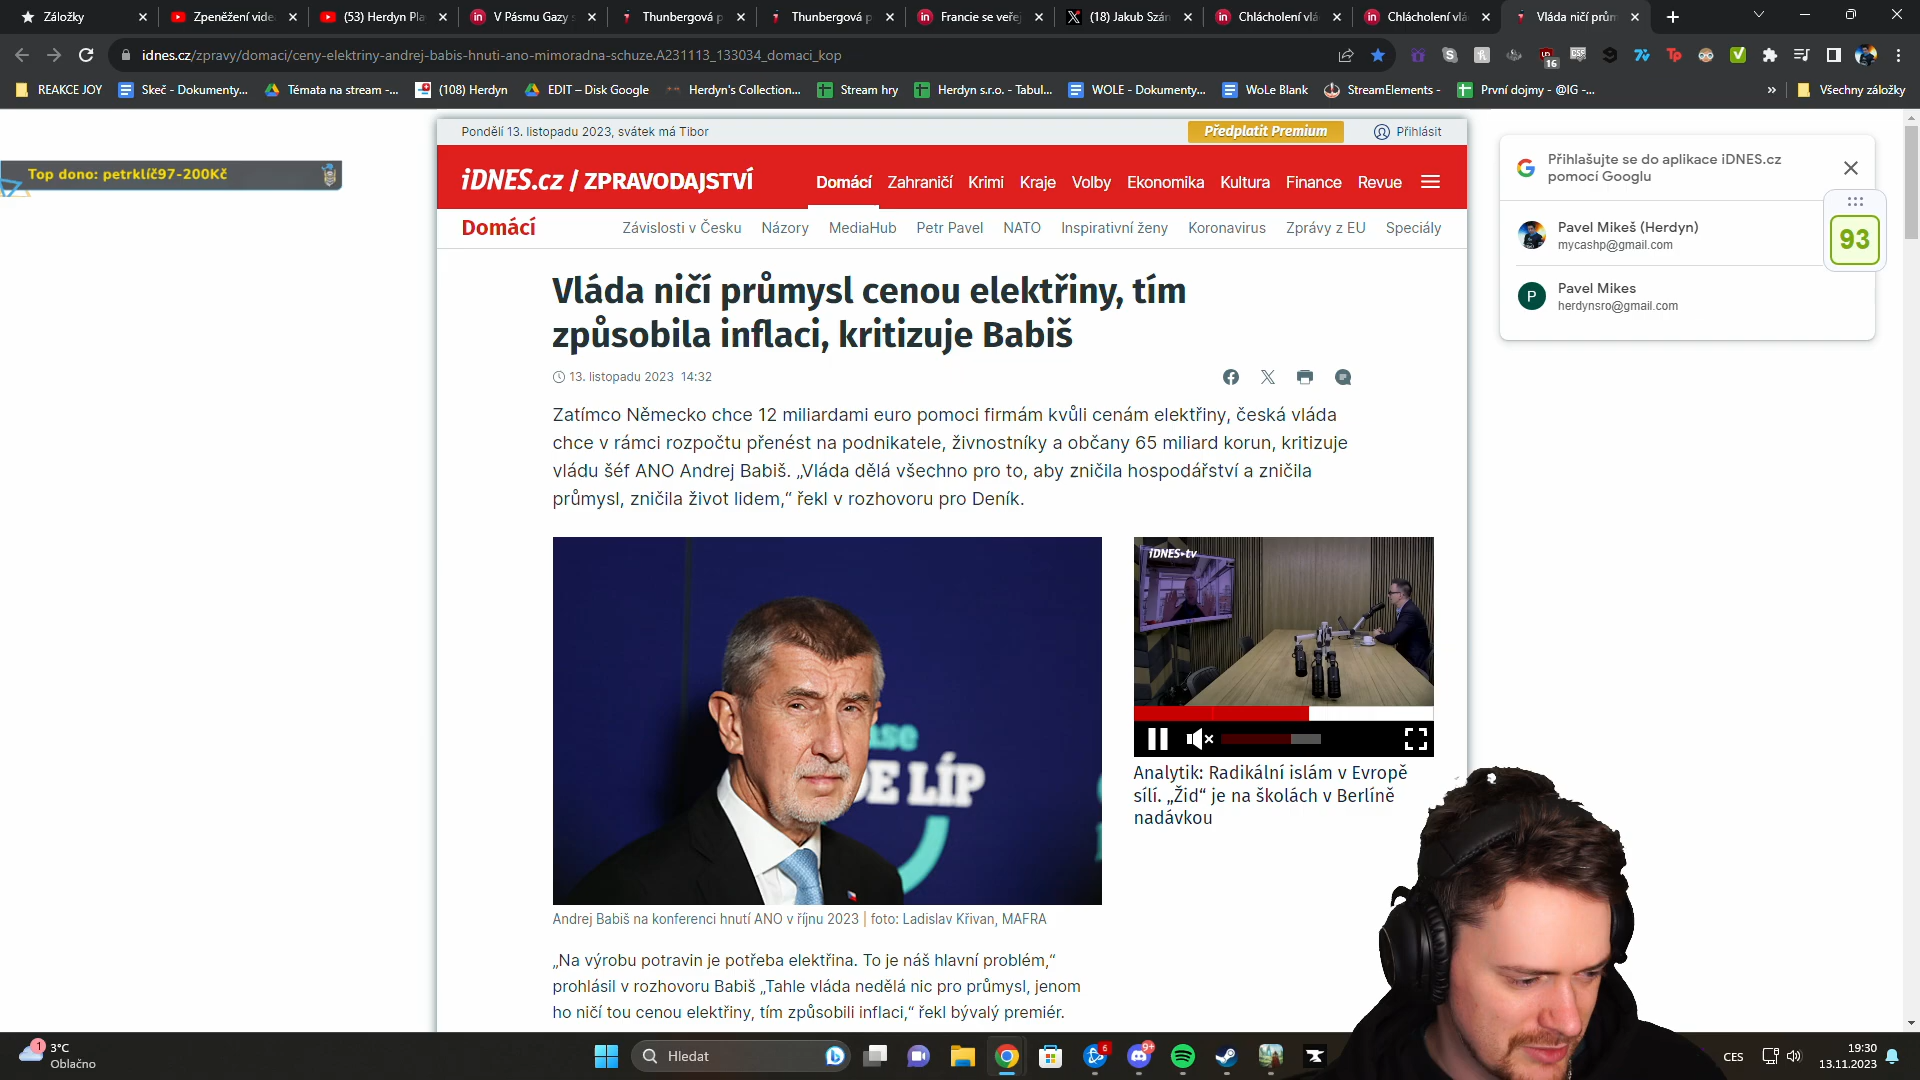 Záložky
Zpeněžení vide
(53) Herdyn Pla
V Pásmu Gazy s
Thunbergová p
Thunbergová p
Francie se veřej
(18) Jakub Szán
Chlácholení vlá
Chlácholení vlá
Vláda ničí prům
idnes.cz/zpravy/domaci/ceny-elektriny-andrej-babis-hnuti-ano-mimoradna-schuze.A231113_133034_domaci_kop
16
REAKCE JOY
Skeč - Dokumenty...
Témata na stream -...
(108) Herdyn
EDIT – Disk Google
Herdyn's Collection...
Stream hry
Herdyn s.r.o. - Tabul...
WOLE - Dokumenty...
WoLe Blank
StreamElements -
První dojmy - @IG -...
»
Všechny záložky
Pondělí 13. listopadu 2023, svátek má Tibor
Předplatit Premium
Přihlásit
Top dono: petrklíč97-200Kč
iDNES.cz / ZPRAVODAJSTVÍ
Domácí Zahraničí Krimi Kraje Volby Ekonomika Kultura Finance Revue
Domácí
Závislosti v Česku Názory MediaHub Petr Pavel NATO Inspirativní ženy Koronavirus Zprávy z EU Speciály
Přihlašujte se do aplikace iDNES.cz
pomocí Googlu
Pavel Mikeš (Herdyn)
mycashp@gmail.com
93
P
Pavel Mikes
herdynsro@gmail.com
Vláda ničí průmysl cenou elektřiny, tím
způsobila inflaci, kritizuje Babiš
13. listopadu 2023 14:32
Zatímco Německo chce 12 miliardami euro pomoci firmám kvůli cenám elektřiny, česká vláda
chce v rámci rozpočtu přenést na podnikatele, živnostníky a občany 65 miliard korun, kritizuje
vládu šéf ANO Andrej Babiš. „Vláda dělá všechno pro to, aby zničila hospodářství a zničila
průmysl, zničila život lidem,“ řekl v rozhovoru pro Deník.
iDNES tv
DE LÍP
Analytik: Radikální islám v Evropě
sílí. „Žid“ je na školách v Berlíně
nadávkou
Andrej Babiš na konferenci hnutí ANO v říjnu 2023 | foto: Ladislav Křivan, MAFRA
„Na výrobu potravin je potřeba elektřina. To je náš hlavní problém,“
prohlásil v rozhovoru Babiš „Tahle vláda nedělá nic pro průmysl, jenom
ho ničí tou cenou elektřiny, tím způsobili inflaci,“ řekl bývalý premiér.
1
3°C
Oblačno
Hledat
6
9+
CES
19:30
13.11.2023